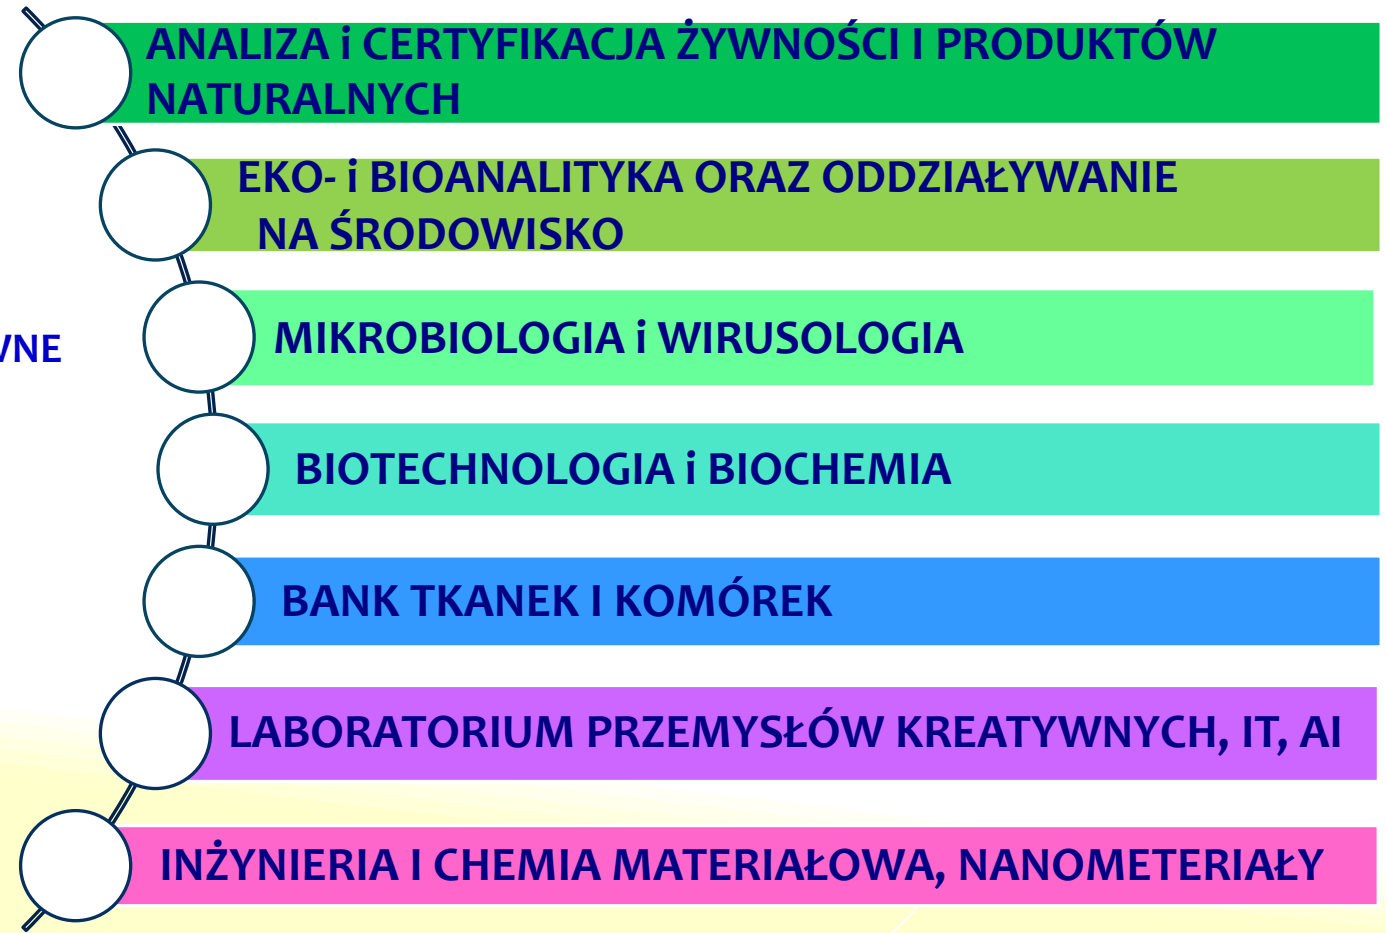 ANALIZA i CERTYFIKACJA ŻYWNOŚCI I PRODUKTÓW
NATURALNYCH
EKO- i BIOANALITYKA ORAZ ODDZIAŁYWANIE
NA ŚRODOWISKO
MIKROBIOLOGIA i WIRUSOLOGIA
BIOTECHNOLOGIA i BIOCHEMIA
BANK TKANEK I KOMÓREK
LABORATORIUM PRZEMYSŁÓW KREATYWNYCH, IT, AI
INŻYNIERIA I CHEMIA MATERIAŁOWA, NANOMETERIAŁY